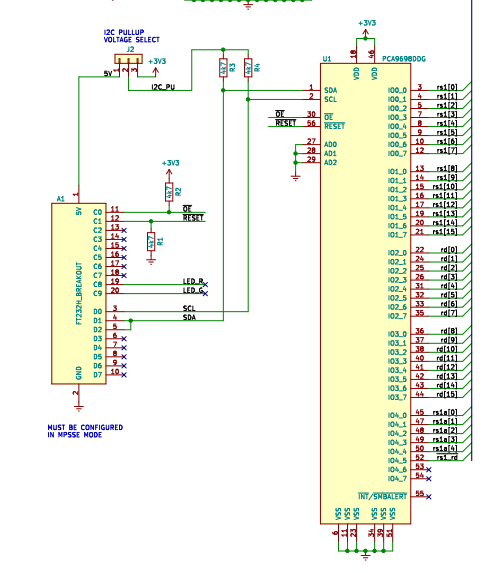 I2C PULLUP
VOLTAGE SELECT
J2
1 2 3
5V
+3V3
I2C_PU
4k7
R3
4k7
R4
+3V3
U1
PCA9698DDG
18
VDD
46
VDD
1 SDA
2 SCL
OE 30 OE
RESET 56 RESET
27 AD0
28 AD1
29 AD2
IO0_0 3 rs1[0]
IO0_1 4 rs1[1]
IO0_2 5 rs1[2]
IO0_3 7 rs1[3]
IO0_4 8 rs1[4]
IO0_5 9 rs1[5]
IO0_6 10 rs1[6]
IO0_7 12 rs1[7]
IO1_0 13 rs1[8]
IO1_1 14 rs1[9]
IO1_2 15 rs1[10]
IO1_3 16 rs1[11]
IO1_4 17 rs1[12]
IO1_5 19 rs1[13]
IO1_6 20 rs1[14]
IO1_7 21 rs1[15]
IO2_0 22 rd[0]
IO2_1 24 rd[1]
IO2_2 25 rd[2]
IO2_3 26 rd[3]
IO2_4 31 rd[4]
IO2_5 32 rd[5]
IO2_6 33 rd[6]
IO2_7 35 rd[7]
IO3_0 36 rd[8]
IO3_1 37 rd[9]
IO3_2 38 rd[10]
IO3_3 40 rd[11]
IO3_4 41 rd[12]
IO3_5 42 rd[13]
IO3_6 43 rd[14]
IO3_7 44 rd[15]
IO4_0 45 rs1a[0]
IO4_1 47 rs1a[1]
IO4_2 48 rs1a[2]
IO4_3 49 rs1a[3]
IO4_4 50 rs1a[4]
IO4_5 52 rs1_rd
IO4_6 53
IO4_7 54
INT/SMBALERT 55
VSS VSS VSS VSS VSS VSS
6 11 23 34 39 51
+3V3
4k7
R2
A1
1
5V
FT232H_BREAKOUT
C0 11 OE
C1 12 RESET
C2 13
C3 14
C4 15
C5 16
C6 17
C7 18
C8 19 LED_R
C9 20 LED_G
4k7
R1
D0 3 SCL
D1 4 SDA
D2 5
D3 6
D4 7
D5 8
D6 9
D7 10
GND
2
MUST BE CONFIGURED
IN MPSSE MODE